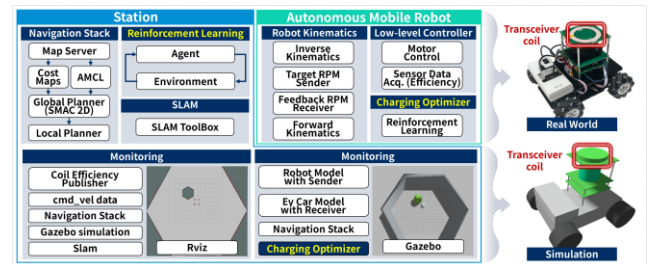 Station
Navigation Stack
Map Server
Cost
Maps
AMCL
Global Planner
(SMAC 2D)
Local Planner
Reinforcement Learning
Agent
Environment
SLAM
SLAM ToolBox
Autonomous Mobile Robot
Robot Kinematics
Inverse
Kinematics
Target RPM
Sender
Feedback RPM
Receiver
Forward
Kinematics
Low-level Controller
Motor
Control
Sensor Data
Acq. (Efficiency)
Charging Optimizer
Reinforcement
Learning
Transceiver
coil
Real World
Monitoring
Coil Efficiency
Publisher
cmd_vel data
Navigation Stack
Gazebo simulation
Slam
Rviz
Monitoring
Robot Model
with Sender
Ev Car Model
with Receiver
Navigation Stack
Charging Optimizer
Gazebo
Transceiver
coil
Simulation